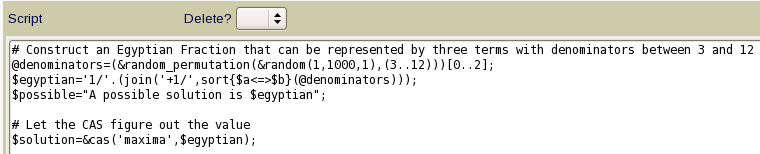 Script Delete?
# Construct an Egyptian Fraction that can be represented by three terms with denominators between 3 and 12
@denominators=(&random_permutation(&random(1,1000,1),(3..12)))[0..2];
$egyptian='1/'.(join('+1/',sort{$a<=>$b}(@denominators)));
$possible="A possible solution is $egyptian";
# Let the CAS figure out the value
$solution=&cas('maxima',$egyptian);